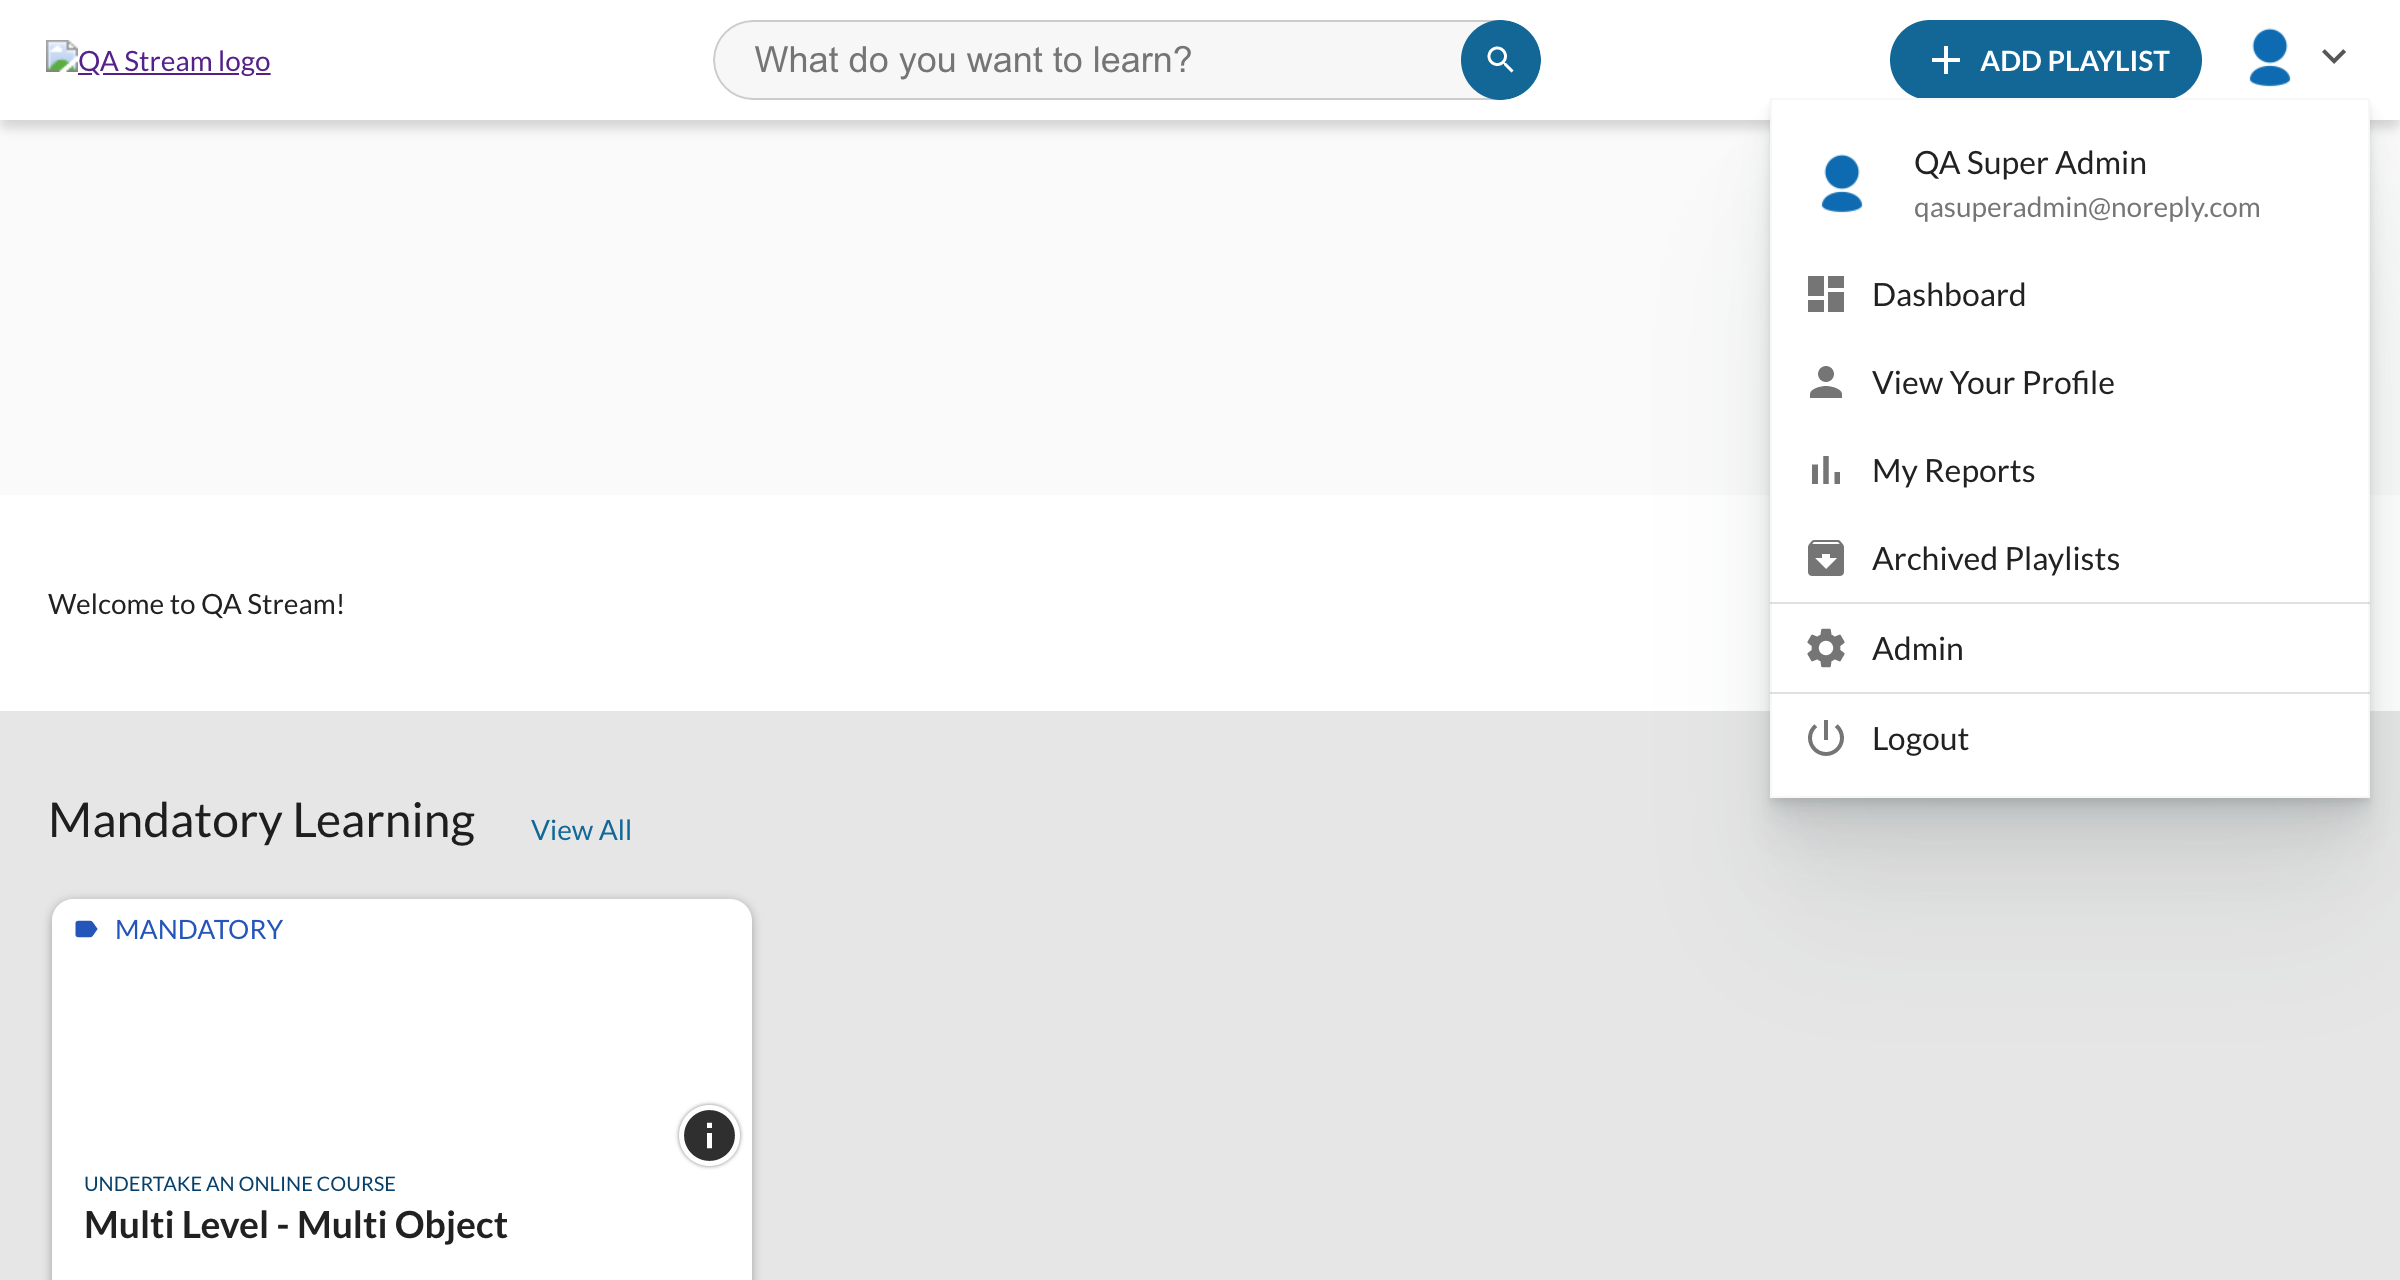 QA Stream logo
What do you want to learn?
ADD PLAYLIST
QA Super Admin
qasuperadmin@noreply.com
Dashboard
View Your Profile
My Reports
Archived Playlists
Admin
Logout
Welcome to QA Stream!
Mandatory Learning
View All
MANDATORY
UNDERTAKE AN ONLINE COURSE
Multi Level - Multi Object